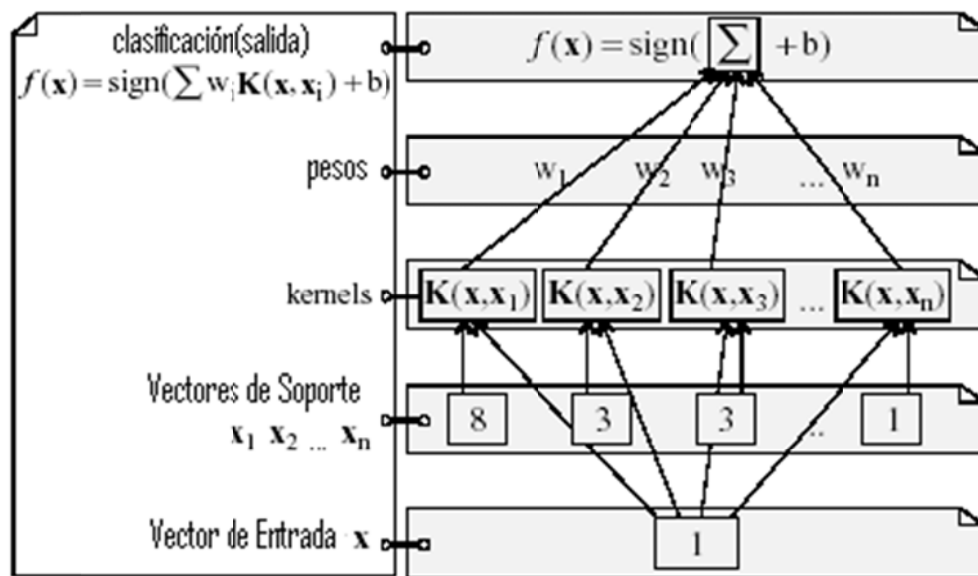 clasificación(salida)
f(x) = sign(∑ wᵢK(x,xᵢ) + b)
f(x) = sign( ∑ + b)
pesos
w₁ w₂ w₃ ... wₙ
kernels
K(x,x₁) K(x,x₂) K(x,x₃) ... K(x,xₙ)
Vectores de Soporte
x₁ x₂ ... xₙ
8 3 3 .. 1
Vector de Entrada x
1